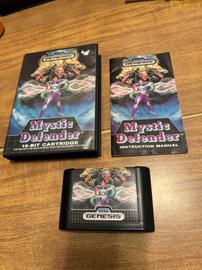 GENESIS
Mystic
Defender
16-BIT CARTRIDGE
GENESIS
Mystic
Defender
INSTRUCTION MANUAL
SEGA
GENESIS